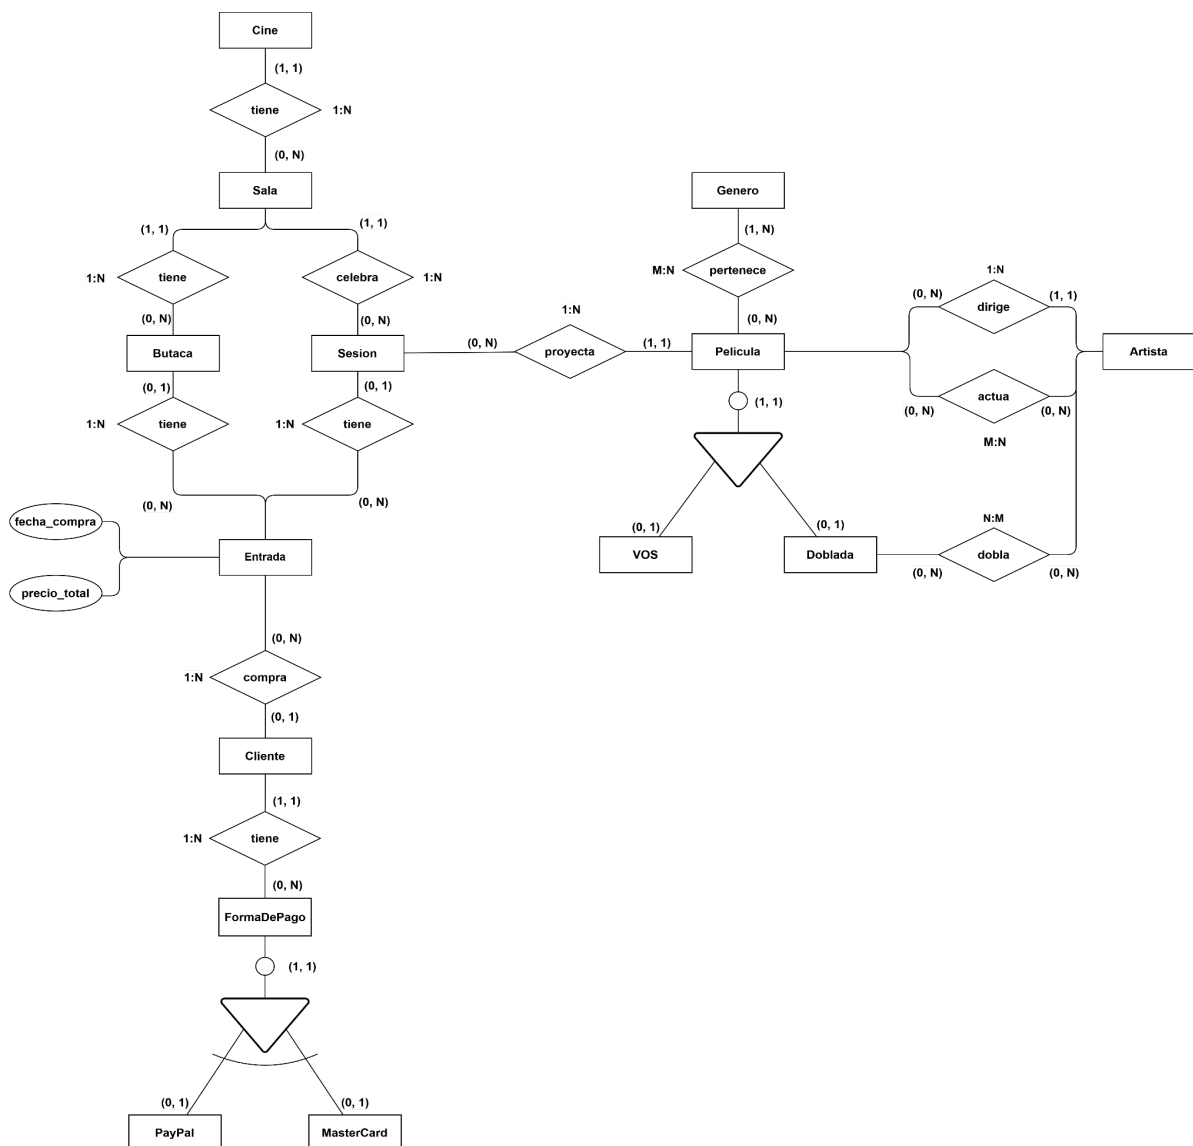 Cine
(1, 1)
tiene
1:N
(0, N)
Sala
(1, 1)
(1, 1)
1:N
tiene
celebra
1:N
(0, N)
(0, N)
Butaca
Sesion
(0, N)
1:N
proyecta
(1, 1)
Genero
(1, N)
M:N
pertenece
(0, N)
Pelicula
1:N
(0, N)
dirige
(1, 1)
Artista
(0, N)
actua
(0, N)
M:N
(1, 1)
(0, 1)
(0, 1)
VOS
Doblada
N:M
dobla
(0, N)
(0, N)
(0, 1)
(0, 1)
1:N
tiene
1:N
tiene
(0, N)
(0, N)
fecha_compra
Entrada
precio_total
(0, N)
1:N
compra
(0, 1)
Cliente
(1, 1)
1:N
tiene
(0, N)
FormaDePago
(1, 1)
(0, 1)
(0, 1)
PayPal
MasterCard